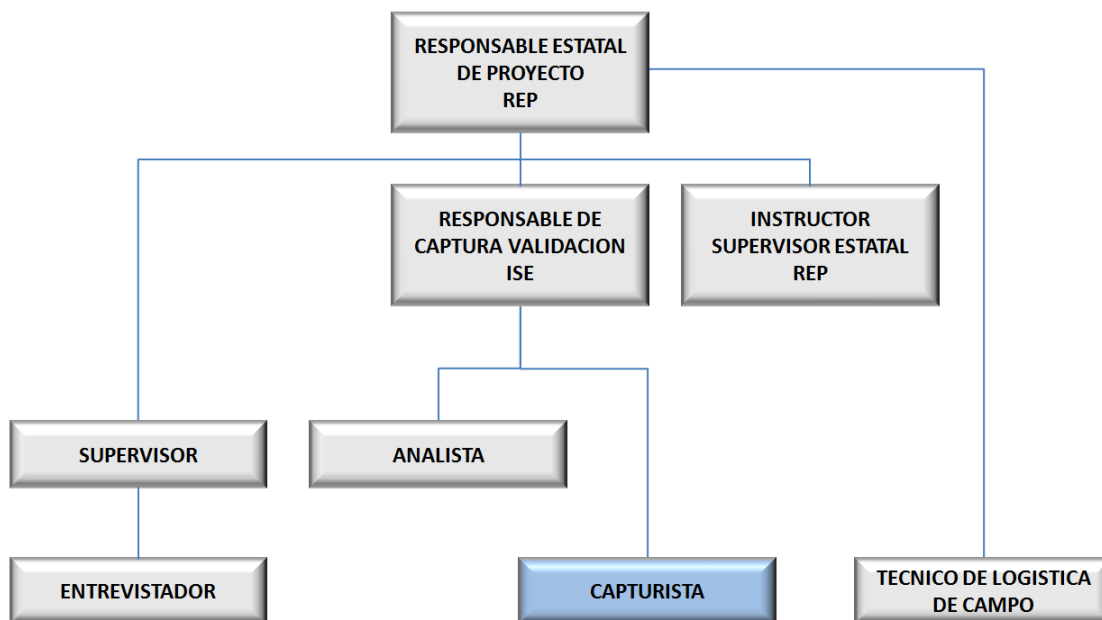 RESPONSABLE ESTATAL
DE PROYECTO
REP
RESPONSABLE DE
CAPTURA VALIDACION
ISE
INSTRUCTOR
SUPERVISOR ESTATAL
REP
SUPERVISOR
ANALISTA
ENTREVISTADOR
CAPTURISTA
TECNICO DE LOGISTICA
DE CAMPO